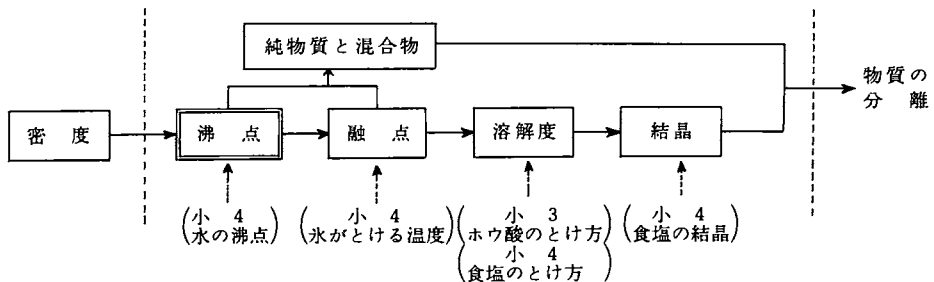 純物質と混合物
物質の
分離
密度
沸点
融点
溶解度
結晶
(小 4
水の沸点)
(小 4
氷がとける温度)
(小 3
ホウ酸のとけ方)
(小 4
食塩のとけ方)
(小 4
食塩の結晶)